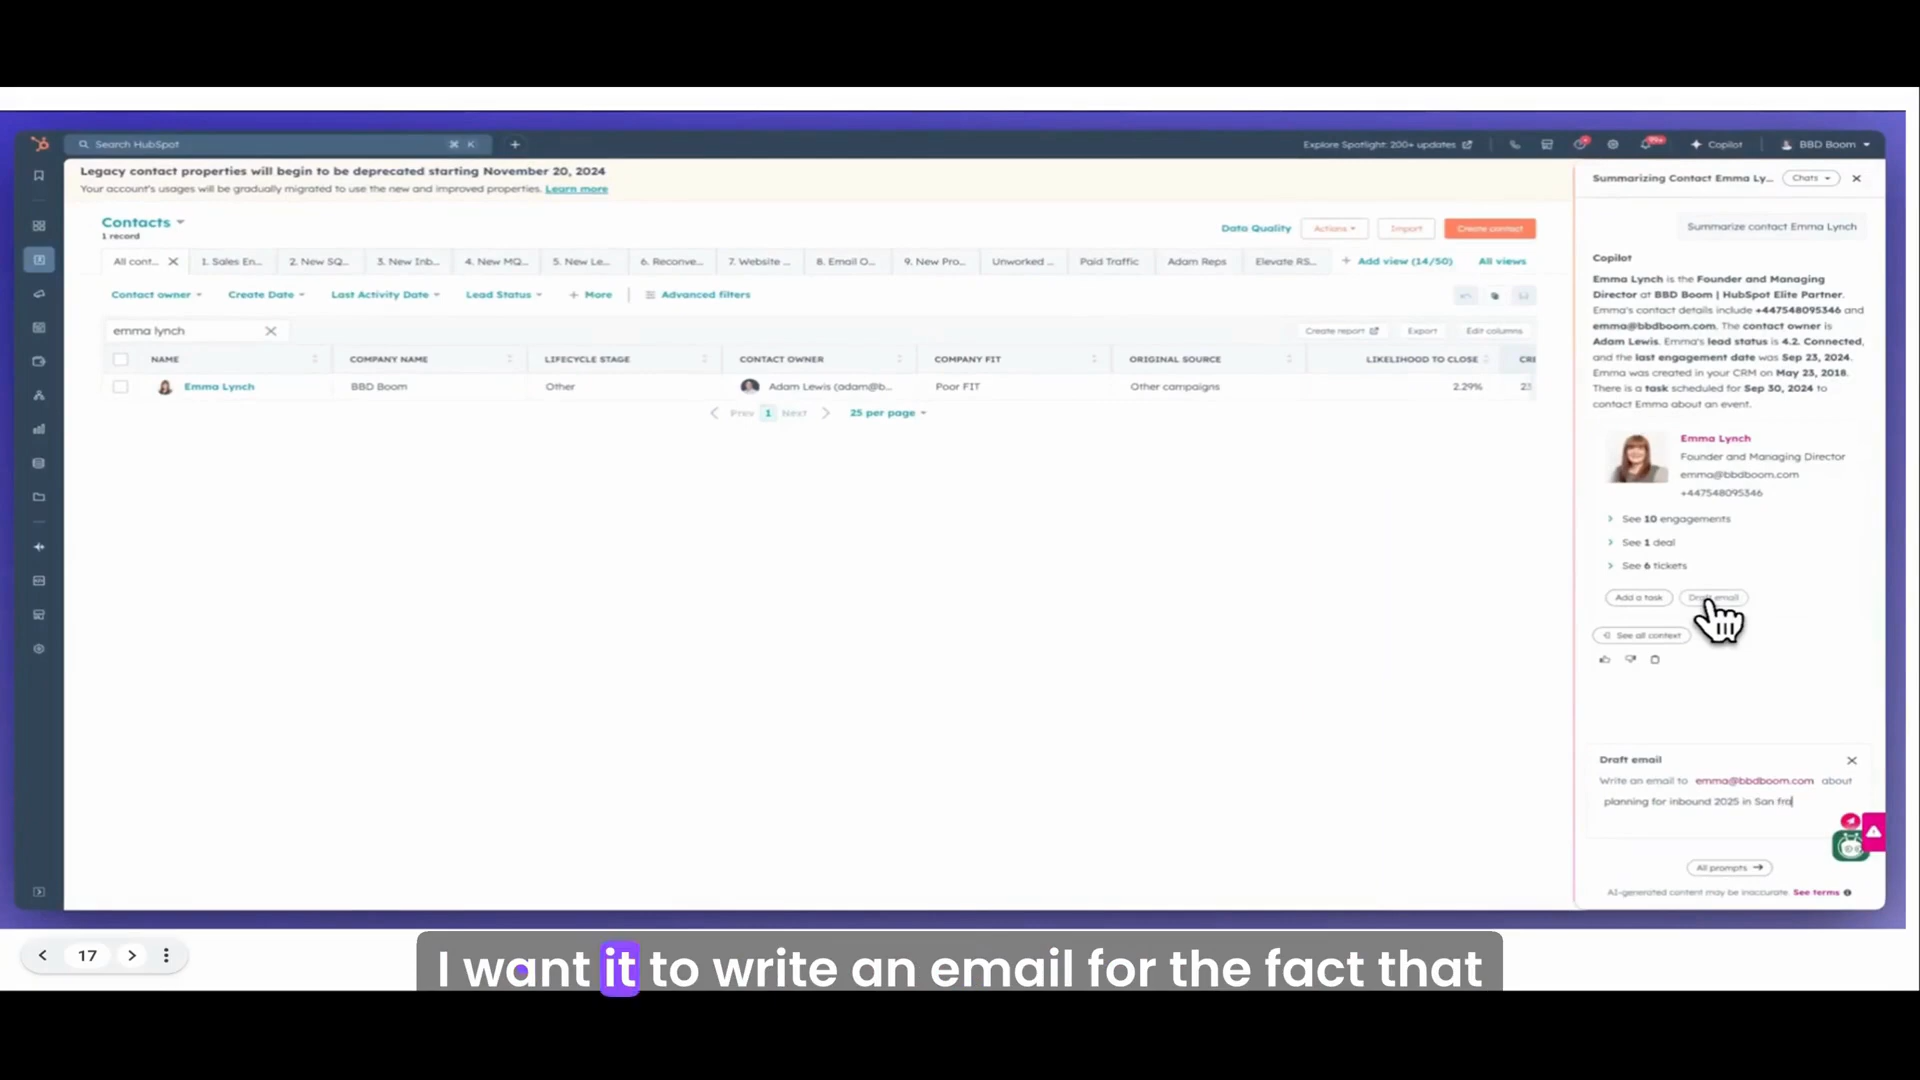 Search HubSpot
⌘ K
+
Explore Spotlight: 200+ updates
99+
Copilot
BBD Boom
Legacy contact properties will begin to be deprecated starting November 20, 2024
Your account's usages will be gradually migrated to use the new and improved properties. Learn more
Contacts
1 record
Data Quality
Actions
Import
Create contact
All cont...
1. Sales En...
2. New SQ...
3. New Inb...
4. New MQ...
5. New Le...
6. Reconve...
7. Website ...
8. Email O...
9. New Pro...
Unworked ...
Paid Traffic
Adam Reps
Elevate RS...
+ Add view (14/50)
All views
Contact owner
Create Date
Last Activity Date
Lead Status
+ More
Advanced filters
emma lynch
Create report
Export
Edit columns
NAME
COMPANY NAME
LIFECYCLE STAGE
CONTACT OWNER
COMPANY FIT
ORIGINAL SOURCE
LIKELIHOOD TO CLOSE
CRE
Emma Lynch
BBD Boom
Other
Adam Lewis (adam@b...
Poor FIT
Other campaigns
2.29%
23
Prev 1 Next
25 per page
Summarizing Contact Emma Ly...
Chats
Summarize contact Emma Lynch
Copilot
Emma Lynch is the Founder and Managing
Director at BBD Boom | HubSpot Elite Partner.
Emma's contact details include +447548095346 and
emma@bbdboom.com. The contact owner is
Adam Lewis. Emma's lead status is 4.2. Connected,
and the last engagement date was Sep 23, 2024.
Emma was created in your CRM on May 23, 2018.
There is a task scheduled for Sep 30, 2024 to
contact Emma about an event.
Emma Lynch
Founder and Managing Director
emma@bbdboom.com
+447548095346
See 10 engagements
See 1 deal
See 6 tickets
Add a task
Draft email
See all context
Draft email
Write an email to emma@bbdboom.com about
planning for inbound 2025 in San fra
All prompts
AI-generated content may be inaccurate. See terms
17
I want it to write an email for the fact that